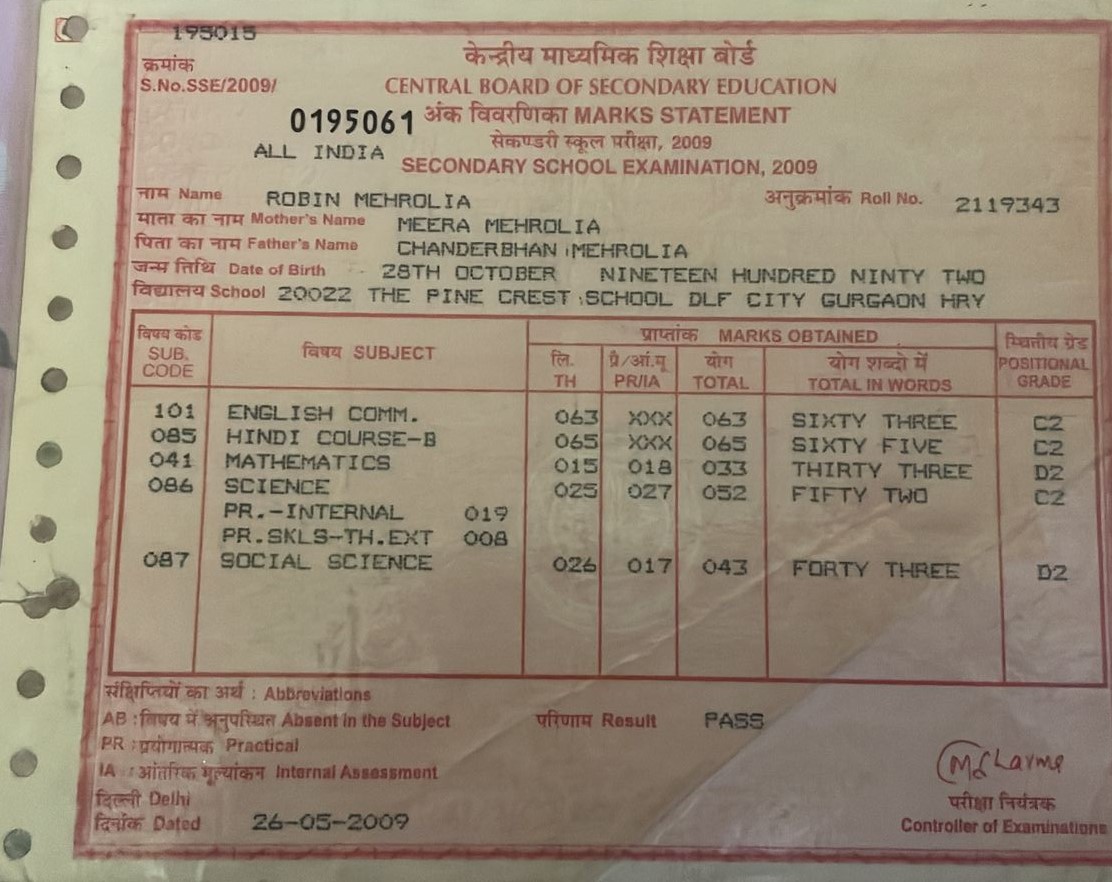 195015
केन्द्रीय माध्यमिक शिक्षा बोर्ड
क्रमांक
S.No.SSE/2009/
CENTRAL BOARD OF SECONDARY EDUCATION
0195061 अंक विवरणिका MARKS STATEMENT
ALL INDIA
सेकण्डरी स्कूल परीक्षा, 2009
SECONDARY SCHOOL EXAMINATION, 2009
नाम Name ROBIN MEHROLIA अनुक्रमांक Roll No. 2119343
माता का नाम Mother's Name MEERA MEHROLIA
पिता का नाम Father's Name CHANDERBHAN MEHROLIA
जन्म तिथि Date of Birth 28TH OCTOBER NINETEEN HUNDRED NINTY TWO
विद्यालय School 20022 THE PINE CREST SCHOOL DLF CITY GURGAON HRY
विषय कोड SUB. CODE विषय SUBJECT प्राप्तांक MARKS OBTAINED स्थितीय ग्रेड POSITIONAL GRADE
लि. TH प्रै/आं.मू PR/IA योग TOTAL योग शब्दो में TOTAL IN WORDS
101 ENGLISH COMM. 063 XXX 063 SIXTY THREE C2
085 HINDI COURSE-B 065 XXX 065 SIXTY FIVE C2
041 MATHEMATICS 015 018 033 THIRTY THREE D2
086 SCIENCE 025 027 052 FIFTY TWO C2
PR.-INTERNAL 019
PR.SKLS-TH.EXT 008
087 SOCIAL SCIENCE 026 017 043 FORTY THREE D2
संक्षिप्तियों का अर्थ : Abbreviations
AB : विषय में अनुपस्थित Absent in the Subject परिणाम Result PASS
PR : प्रयोगात्मक Practical
IA : आंतरिक मूल्यांकन Internal Assessment
MSharma
दिल्ली Delhi
परीक्षा नियंत्रक
दिनांक Dated 26-05-2009
Controller of Examinations